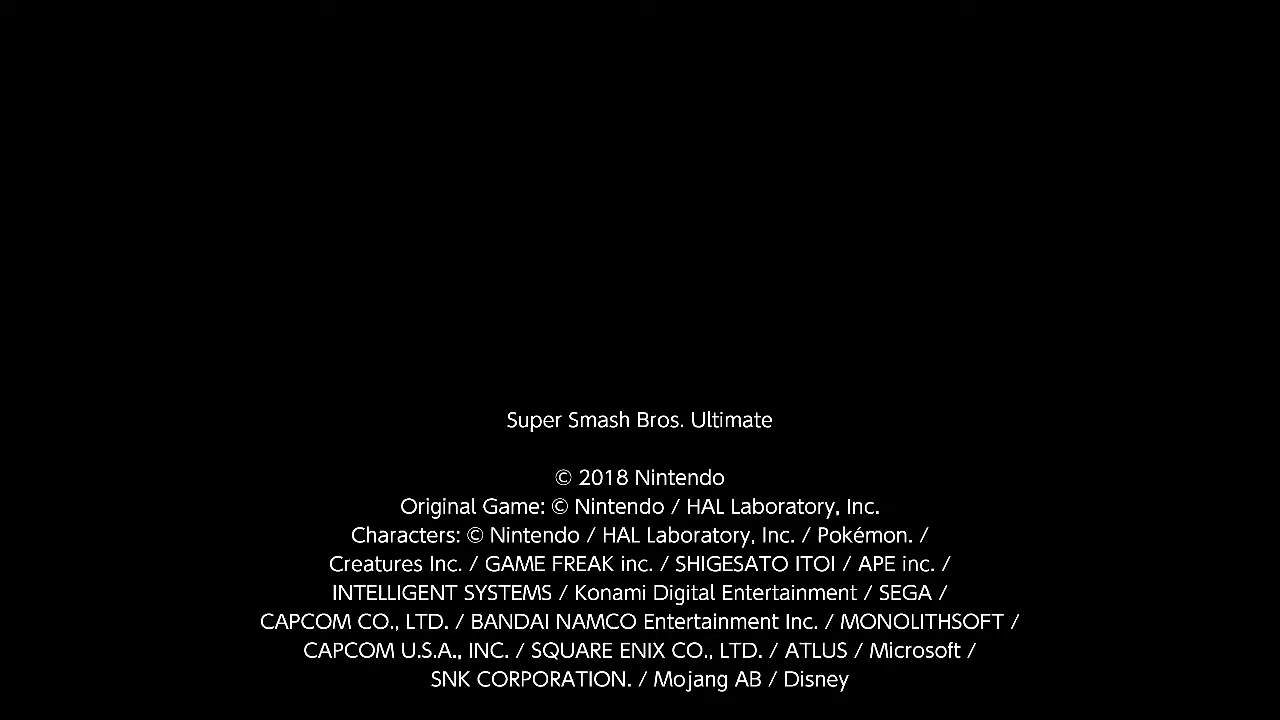 Super Smash Bros. Ultimate
© 2018 Nintendo
Original Game: © Nintendo / HAL Laboratory, Inc.
Characters: © Nintendo / HAL Laboratory, Inc. / Pokémon. /
Creatures Inc. / GAME FREAK inc. / SHIGESATO ITOI / APE inc. /
INTELLIGENT SYSTEMS / Konami Digital Entertainment / SEGA /
CAPCOM CO., LTD. / BANDAI NAMCO Entertainment Inc. / MONOLITHSOFT /
CAPCOM U.S.A., INC. / SQUARE ENIX CO., LTD. / ATLUS / Microsoft /
SNK CORPORATION. / Mojang AB / Disney